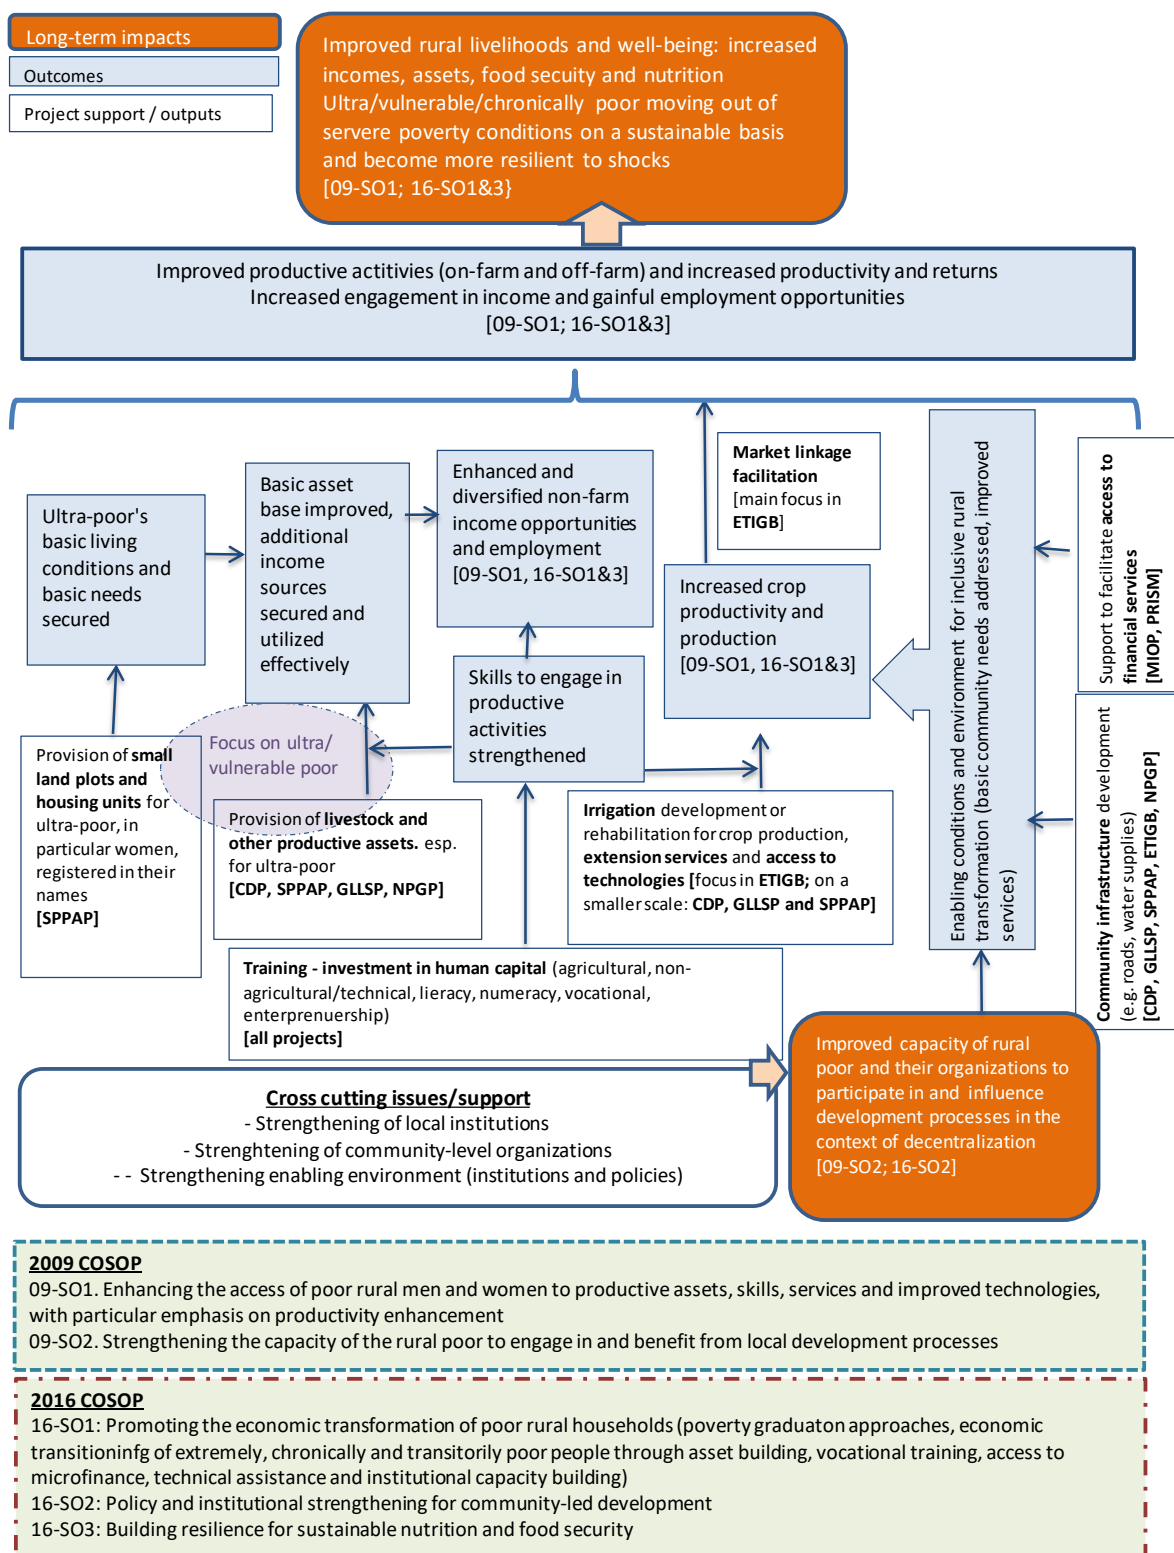 Long-term impacts
Outcomes
Project support / outputs
Improved rural livelihoods and well-being: increased
incomes, assets, food secuity and nutrition
Ultra/vulnerable/chronically poor moving out of
servere poverty conditions on a sustainable basis
and become more resilient to shocks
[09-SO1; 16-SO1&3}
Improved productive actitivies (on-farm and off-farm) and increased productivity and returns
Increased engagement in income and gainful employment opportunities
[09-SO1; 16-SO1&3]
Ultra-poor's
basic living
conditions and
basic needs
secured
Basic asset
base improved,
additional
income
sources
secured and
utilized
effectively
Enhanced and
diversified non-farm
income opportunities
and employment
[09-SO1, 16-SO1&3]
Market linkage
facilitation
[main focus in
ETIGB]
Increased crop
productivity and
production
[09-SO1, 16-SO1&3]
Skills to engage in
productive
activities
strengthened
Focus on ultra/
vulnerable poor
Enabling conditions and environment for inclusive rural
transformation (basic community needs addressed, improved
services)
Support to facilitate access to
financial services
[MIOP, PRISM]
Community infrastructure development
(e.g. roads, water supplies)
[CDP, GLLSP, SPPAP, ETIGB, NPGP]
Provision of small
land plots and
housing units for
ultra-poor, in
particular women,
registered in their
names
[SPPAP]
Provision of livestock and
other productive assets. esp.
for ultra-poor
[CDP, SPPAP, GLLSP, NPGP]
Irrigation development or
rehabilitation for crop production,
extension services and access to
technologies [focus in ETIGB; on a
smaller scale: CDP, GLLSP and SPPAP]
Training - investment in human capital (agricultural, non-
agricultural/technical, lieracy, numeracy, vocational,
enterprenuership)
[all projects]
Improved capacity of rural
poor and their organizations to
participate in and influence
development processes in the
context of decentralization
[09-SO2; 16-SO2]
Cross cutting issues/support
- Strengthening of local institutions
- Strenghtening of community-level organizations
- - Strengthening enabling environment (institutions and policies)
2009 COSOP
09-SO1. Enhancing the access of poor rural men and women to productive assets, skills, services and improved technologies,
with particular emphasis on productivity enhancement
09-SO2. Strengthening the capacity of the rural poor to engage in and benefit from local development processes
2016 COSOP
16-SO1: Promoting the economic transformation of poor rural households (poverty graduaton approaches, economic
transitioninfg of extremely, chronically and transitorily poor people through asset building, vocational training, access to
microfinance, technical assistance and institutional capacity building)
16-SO2: Policy and institutional strengthening for community-led development
16-SO3: Building resilience for sustainable nutrition and food security